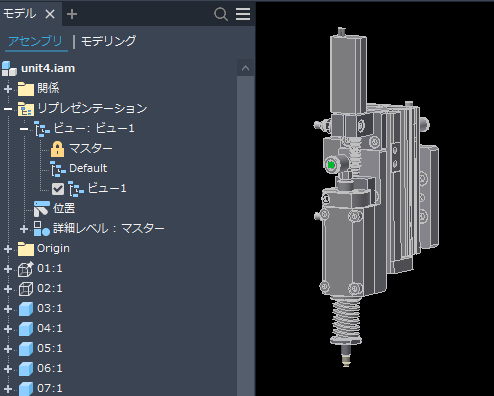 モデル
アセンブリ モデリング
unit4.iam
関係
リプレゼンテーション
ビュー: ビュー1
マスター
Default
ビュー1
位置
詳細レベル : マスター
Origin
01:1
02:1
03:1
04:1
05:1
06:1
07:1